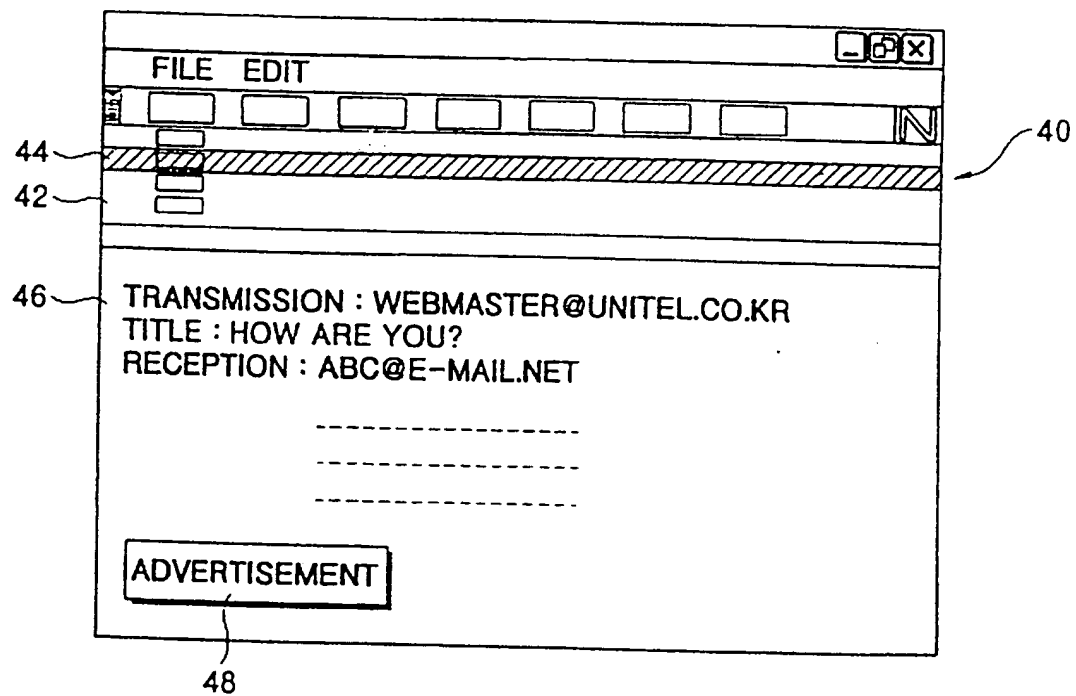 FILE EDIT
N
40
44
42
46
TRANSMISSION : WEBMASTER@UNITEL.CO.KR
TITLE : HOW ARE YOU?
RECEPTION : ABC@E-MAIL.NET
ADVERTISEMENT
48